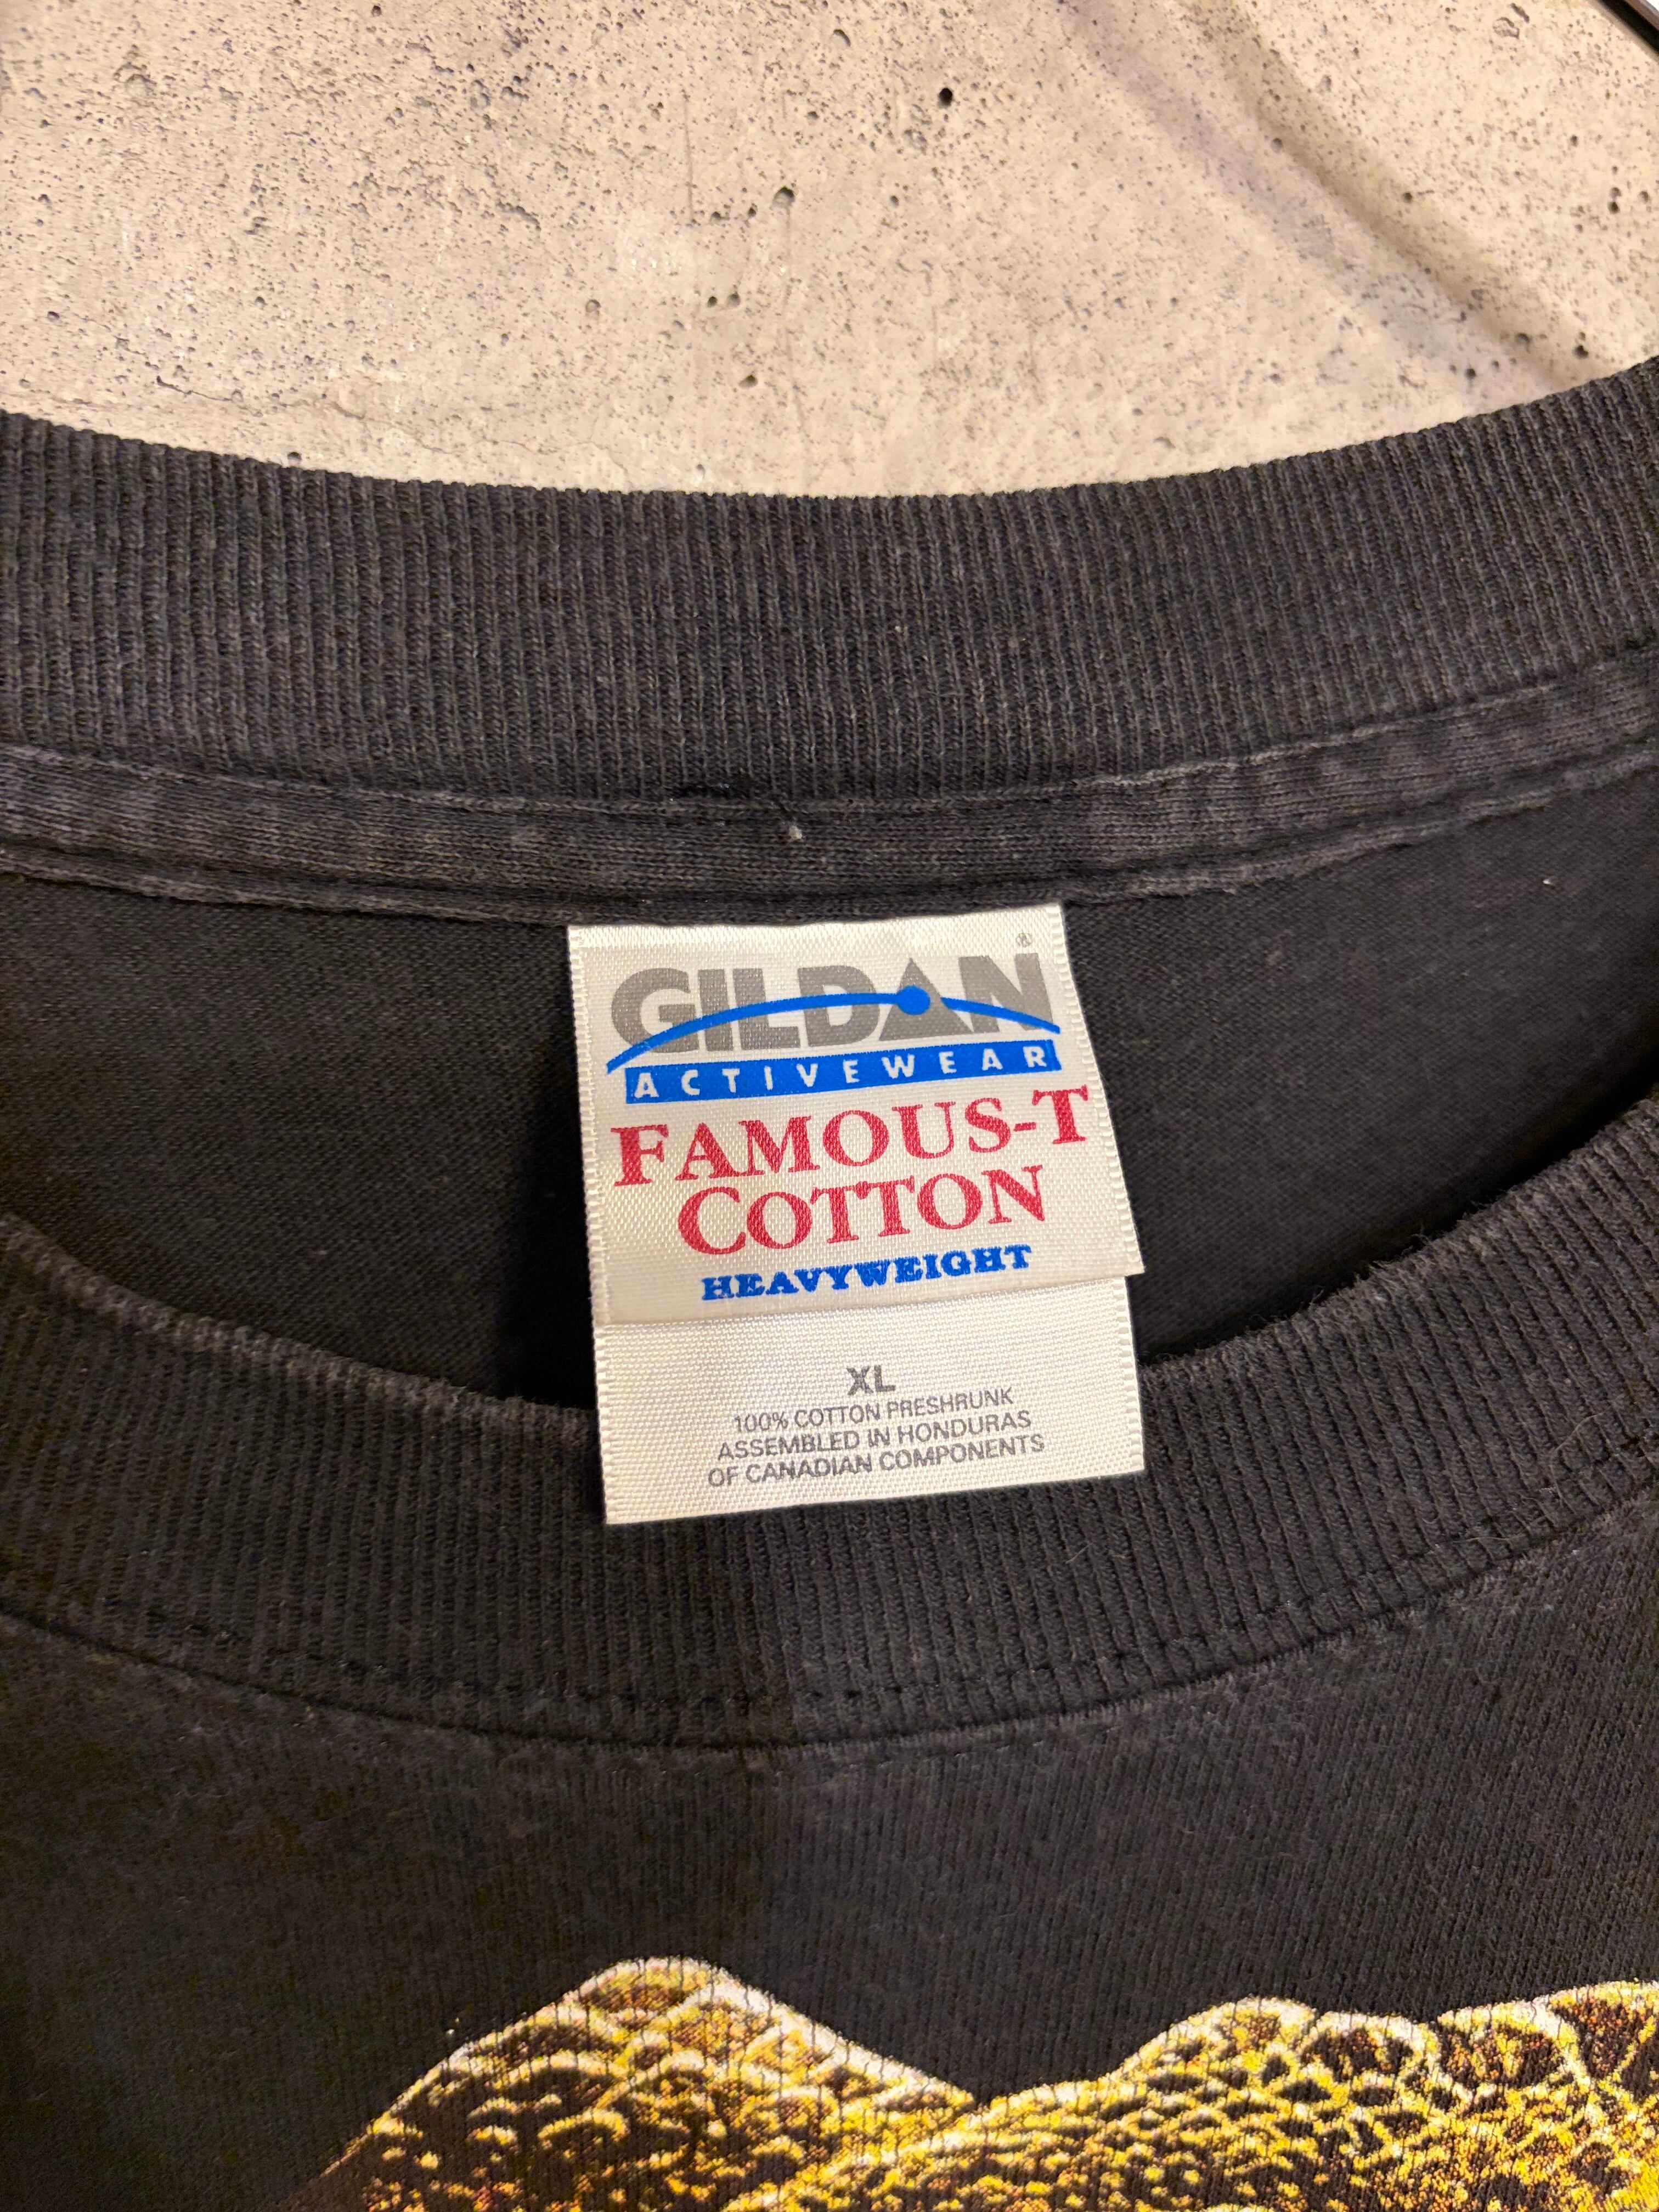 GILDAN®
ACTIVEWEAR
FAMOUS-T
COTTON
HEAVYWEIGHT
XL
100% COTTON PRESHRUNK
ASSEMBLED IN HONDURAS
OF CANADIAN COMPONENTS